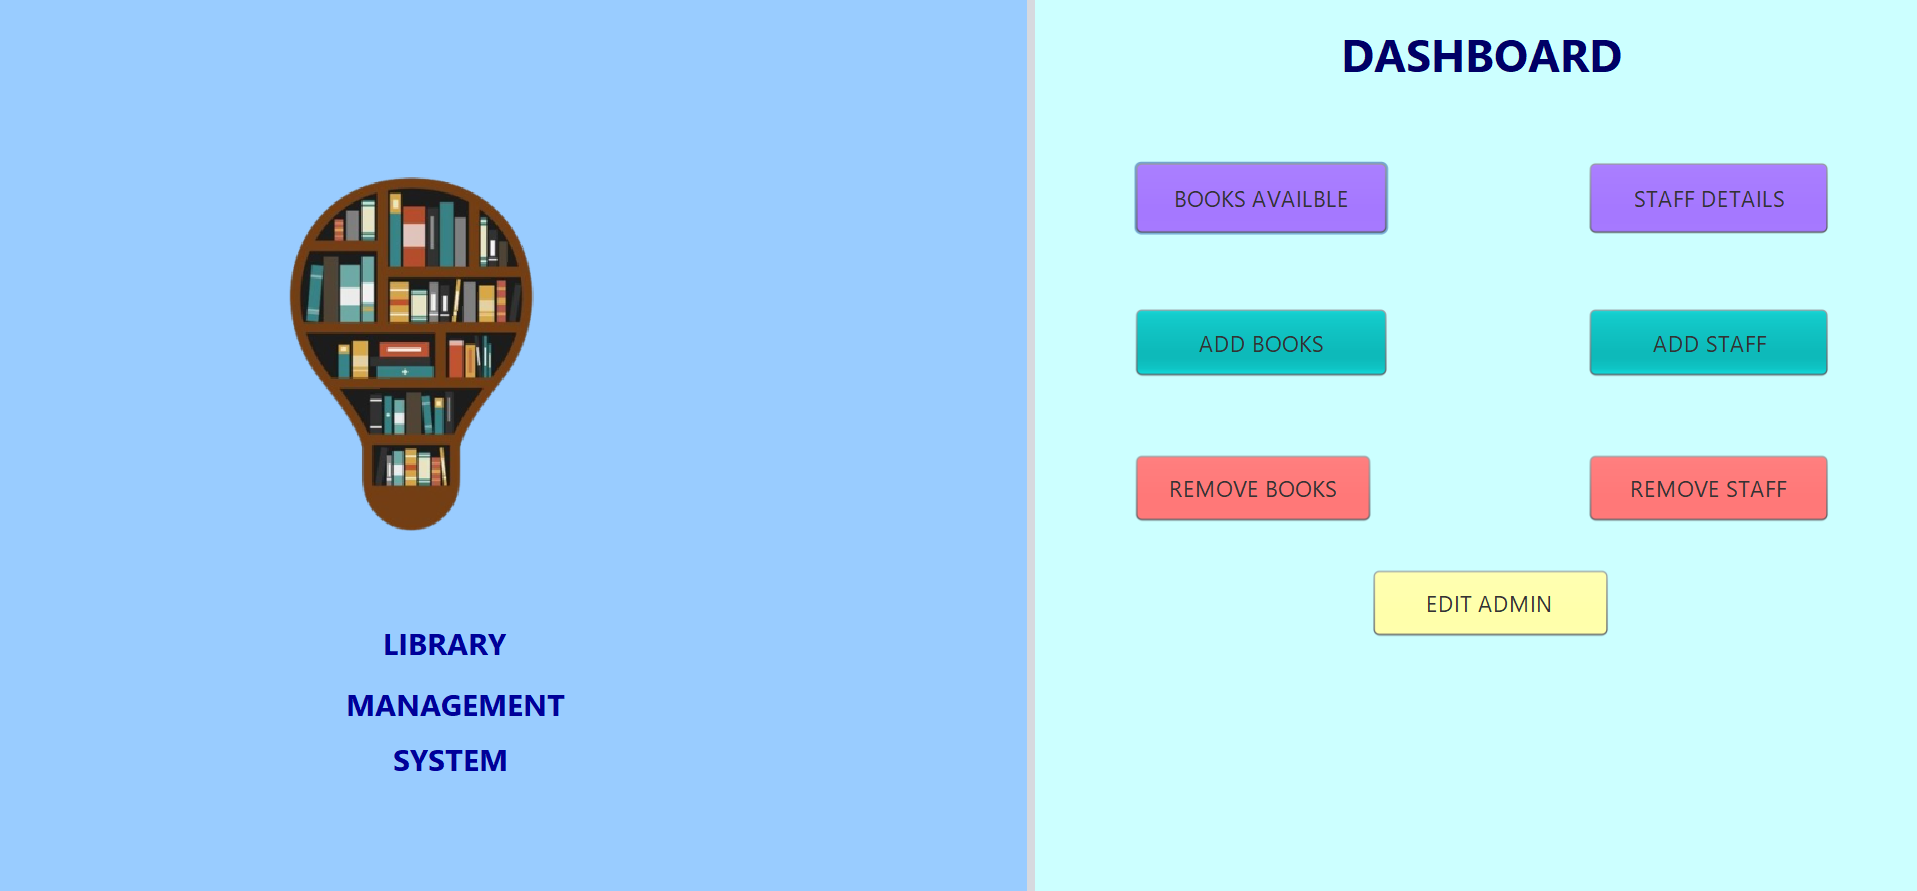 LIBRARY
MANAGEMENT
SYSTEM
DASHBOARD
BOOKS AVAILBLE
STAFF DETAILS
ADD BOOKS
ADD STAFF
REMOVE BOOKS
REMOVE STAFF
EDIT ADMIN